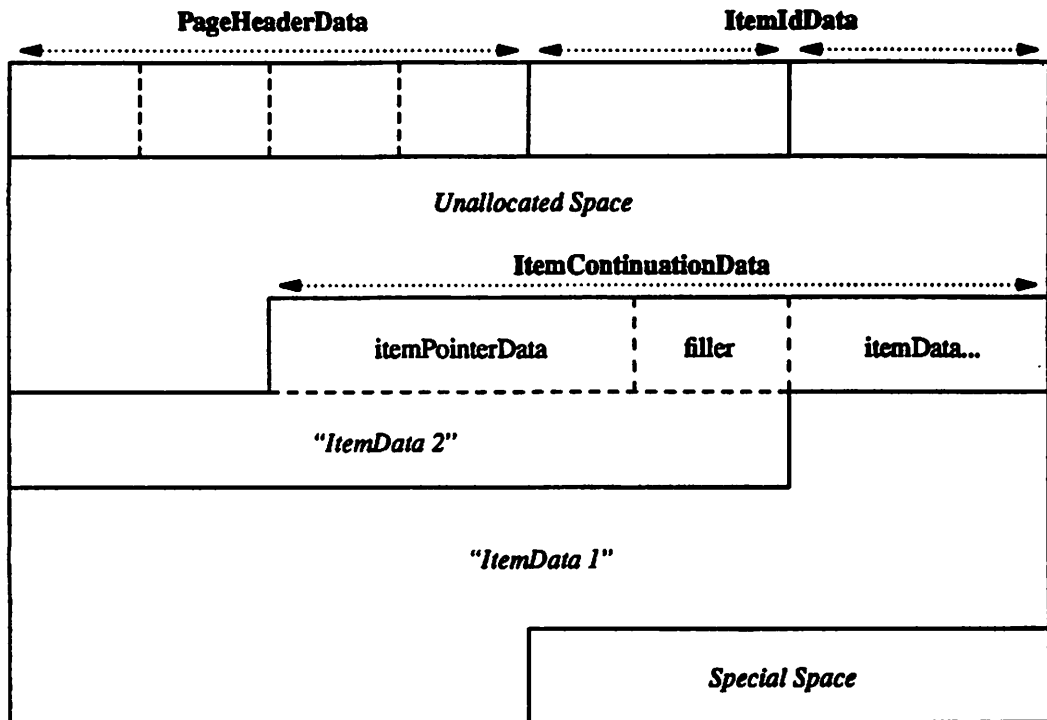 PageHeaderData ItemIdData
Unallocated Space
ItemContinuationData
itemPointerData filler itemData...
“ItemData 2”
“ItemData 1”
Special Space